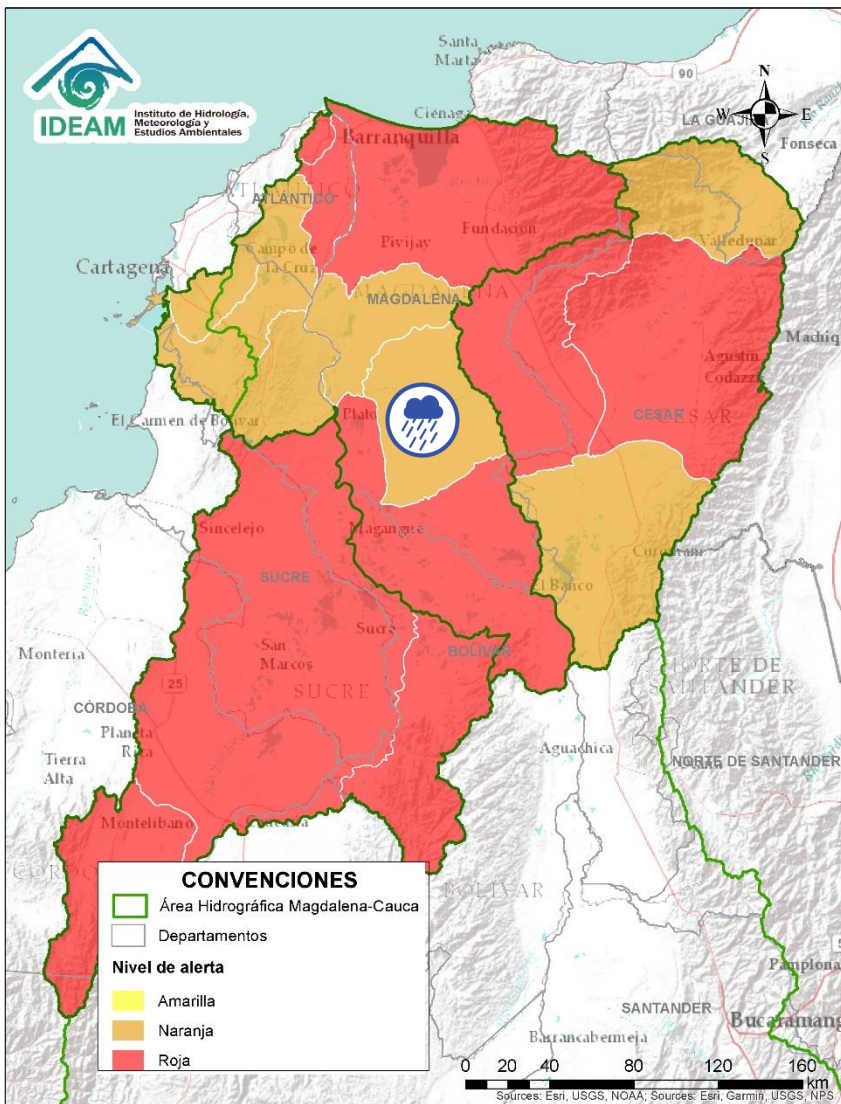 IDEAM
Instituto de Hidrología,
Meteorología y
Estudios Ambientales
Santa
Marta
90
N
E
S
LA GUAJIRA
Ciénaga
Fonseca
Barranquilla
ATLÁNTICO
Fundación
Pivijay
Valledupar
Campo de
la Cruz
Cartagena
MAGDALENA
Agustín
Codazzi
El Carmen de Bolívar
Plato
CESAR
CESAR
Sincelejo
Magangué
SUCRE
El Banco
Sucre
San
Marcos
BOLÍVAR
Montería
SUCRE
NORTE DE
SANTANDER
25
CÓRDOBA
Planeta
Rica
Aguachica
Tierra
Alta
NORTE DE SANTANDER
Montelíbano
BOLÍVAR
CONVENCIONES
Área Hidrográfica Magdalena-Cauca
Departamentos
Nivel de alerta
Amarilla
Naranja
Roja
Pamplona
SANTANDER
Bucaramang
Barrancabermeja
0 20 40 80 120 160
km
Sources: Esri, USGS, NOAA; Sources: Esri, Garmin, USGS, NPS